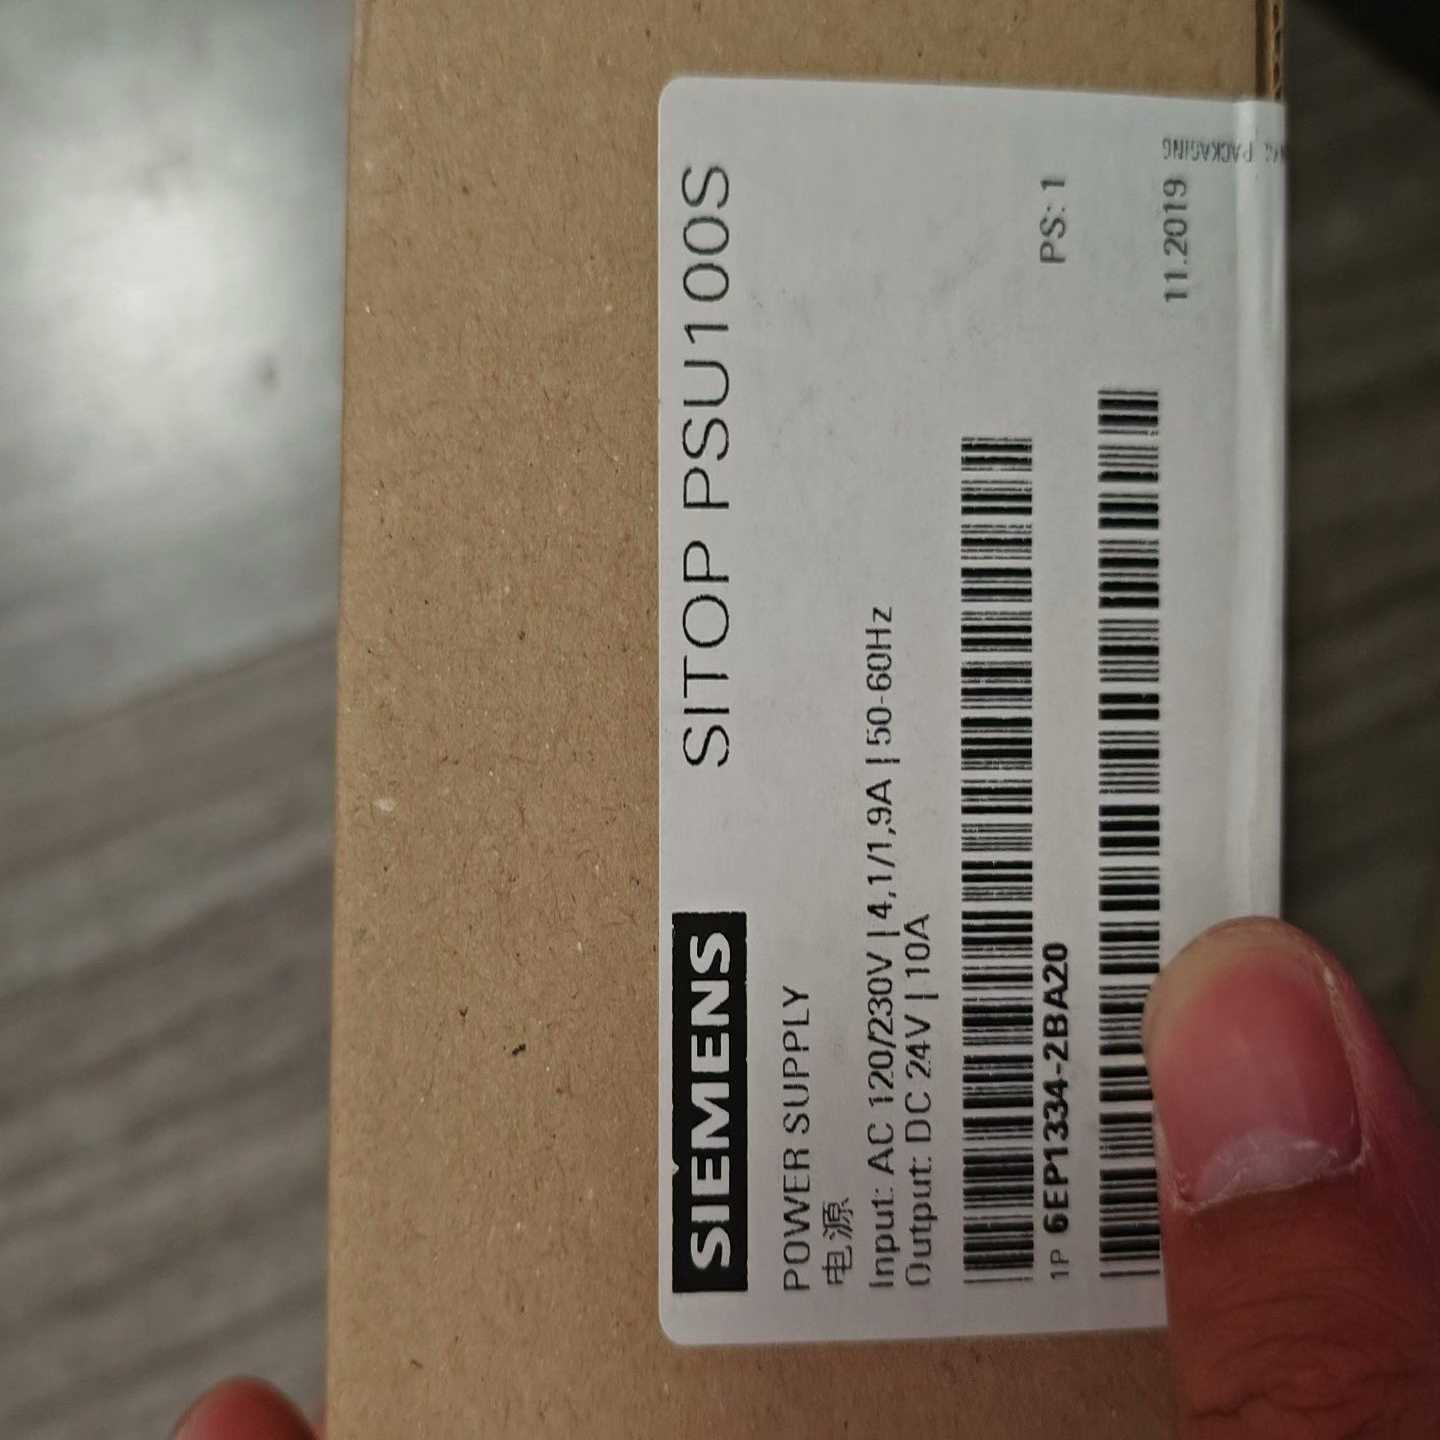 SIEMENS SITOP PSU100S
POWER SUPPLY
电源
Input: AC 120/230V | 4,1/1,9A | 50-60Hz
Output: DC 24V | 10A
1P 6EP1334-2BA20
PS: 1
11.2019
PACKAGING